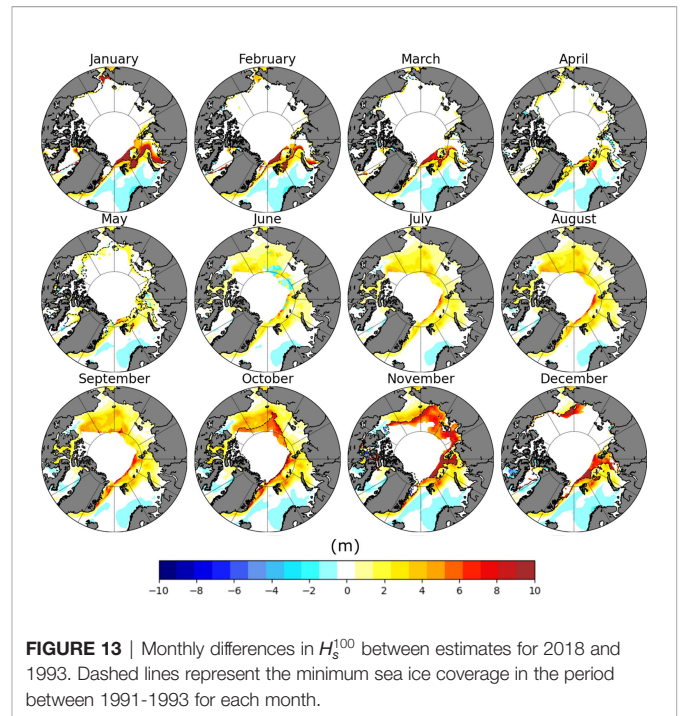 January February March April
May June July August
September October November December
(m)
−10 −8 −6 −4 −2 0 2 4 6 8 10
FIGURE 13 | Monthly differences in H_s^100 between estimates for 2018 and
1993. Dashed lines represent the minimum sea ice coverage in the period
between 1991-1993 for each month.